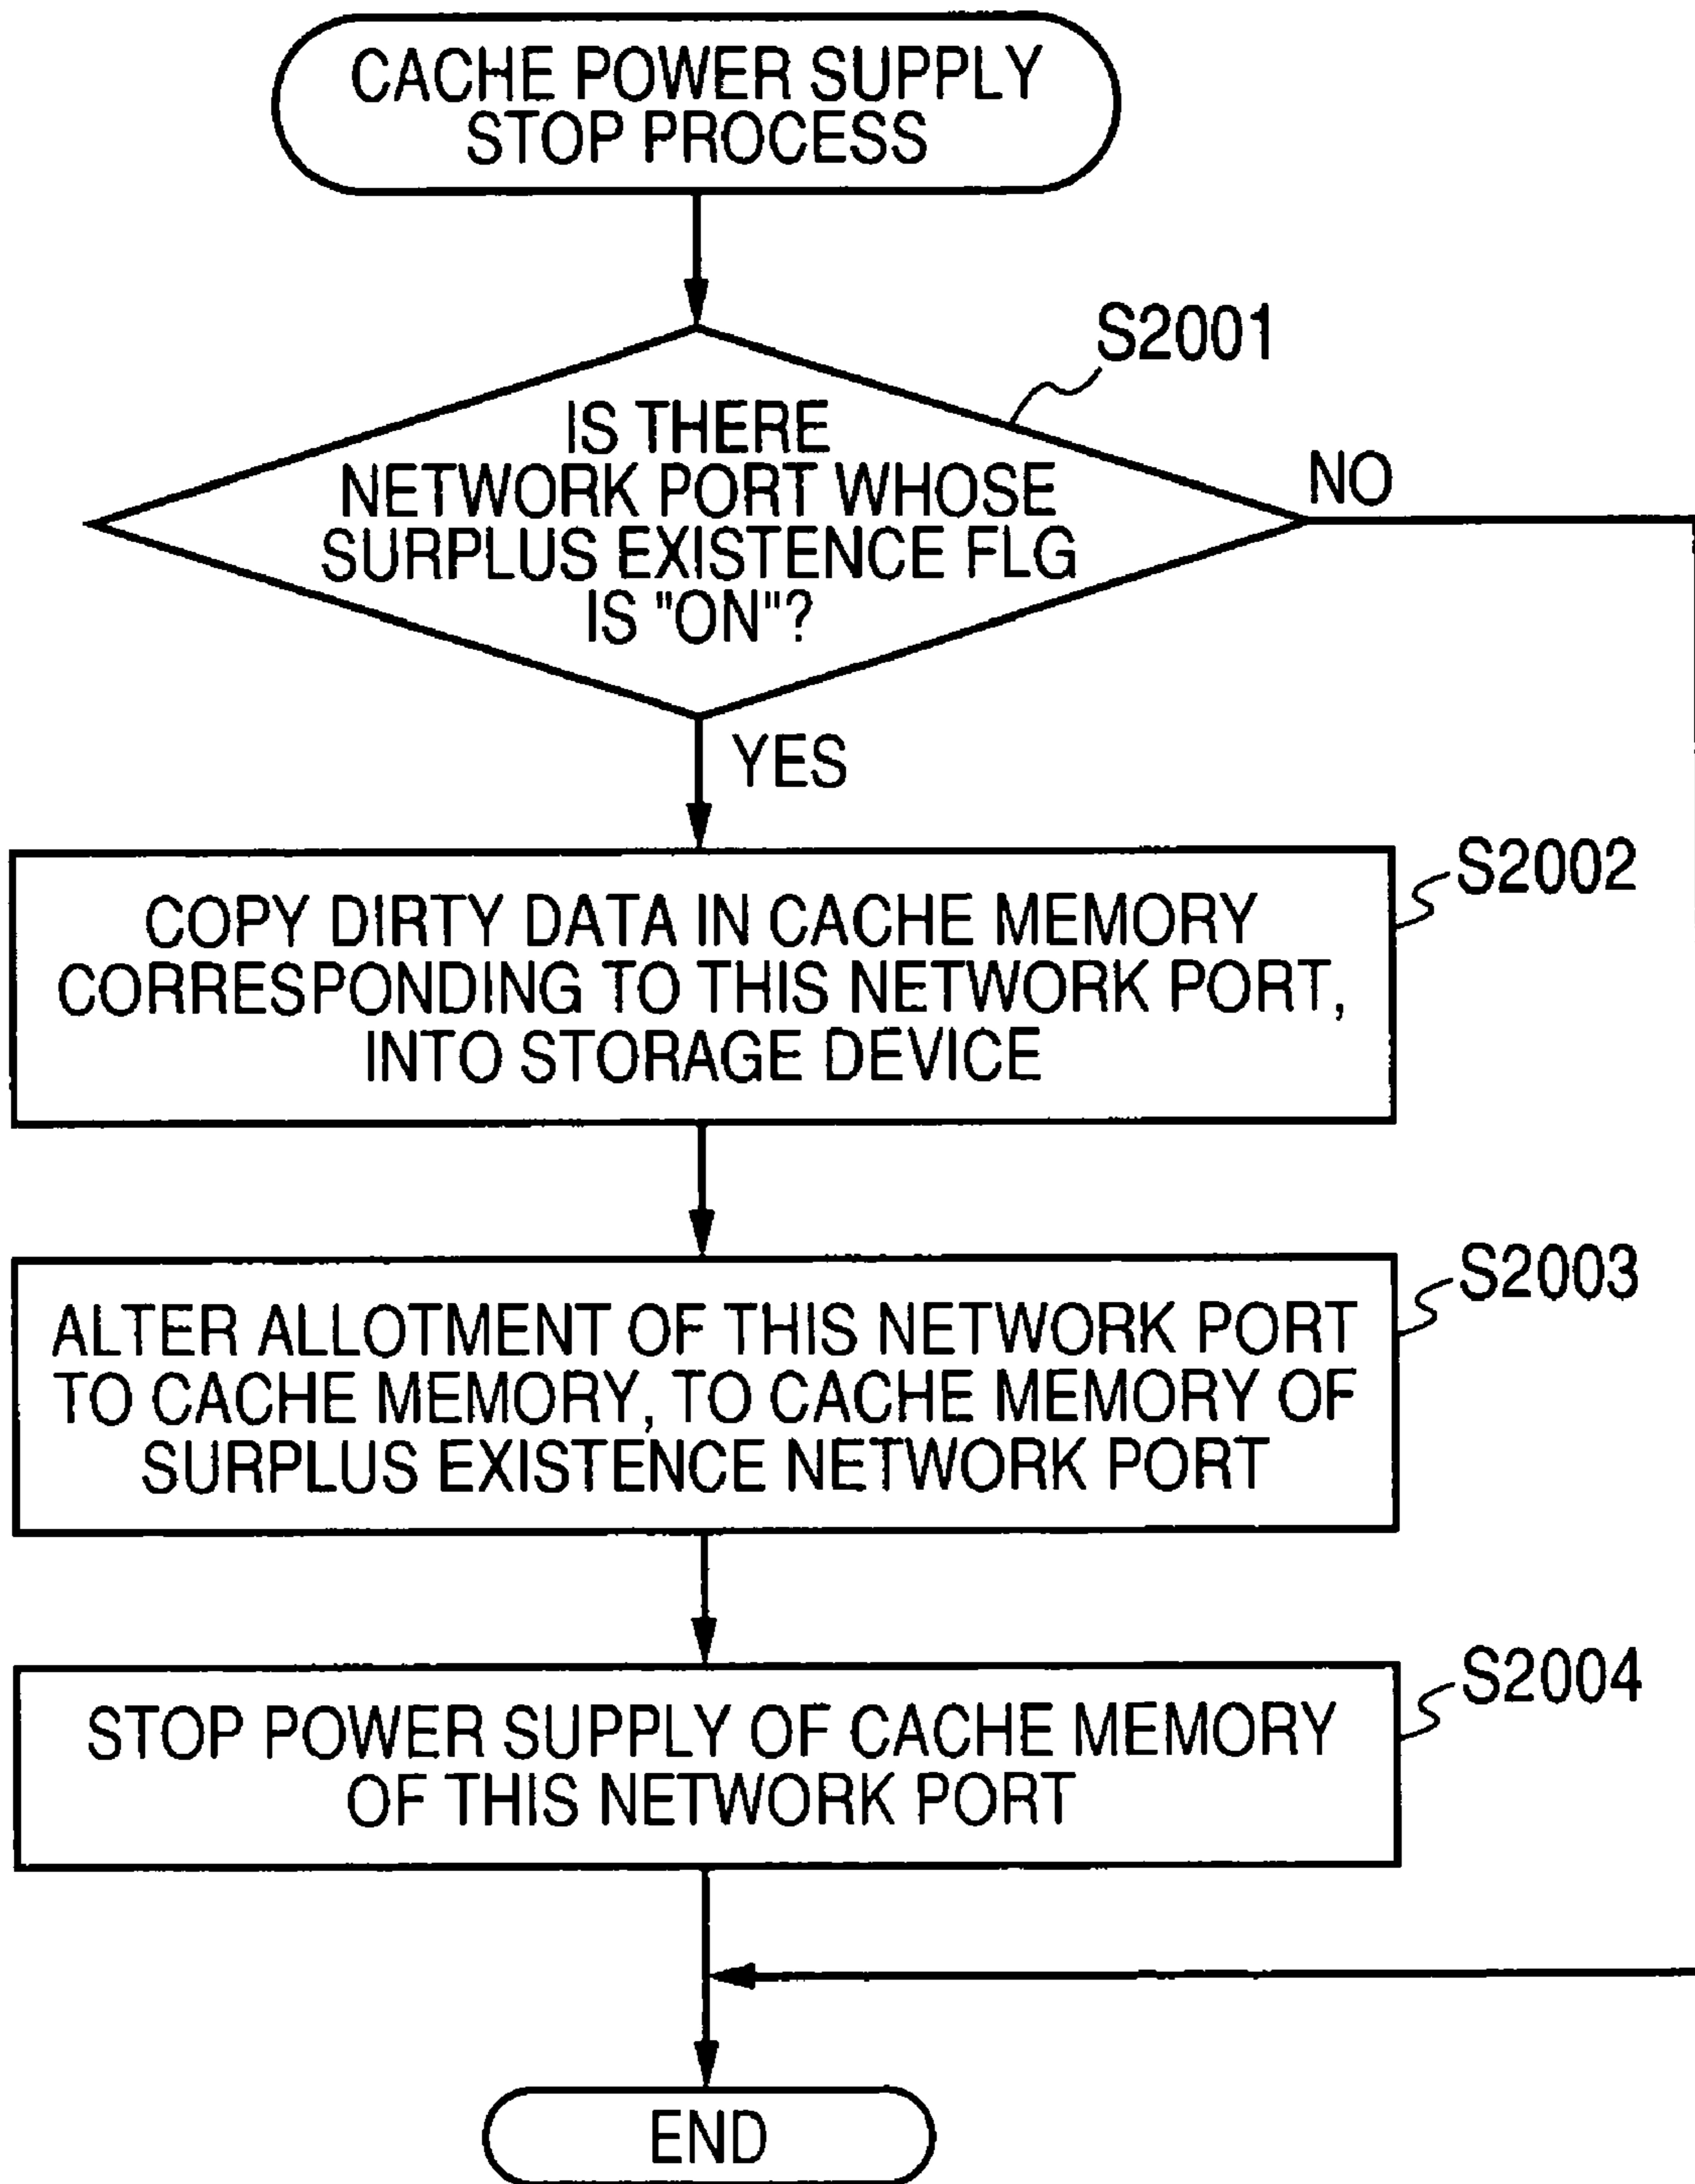 CACHE POWER SUPPLY
STOP PROCESS
S2001
IS THERE
NETWORK PORT WHOSE
SURPLUS EXISTENCE FLG
IS "ON"?
NO
YES
S2002
COPY DIRTY DATA IN CACHE MEMORY
CORRESPONDING TO THIS NETWORK PORT,
INTO STORAGE DEVICE
S2003
ALTER ALLOTMENT OF THIS NETWORK PORT
TO CACHE MEMORY, TO CACHE MEMORY OF
SURPLUS EXISTENCE NETWORK PORT
S2004
STOP POWER SUPPLY OF CACHE MEMORY
OF THIS NETWORK PORT
END